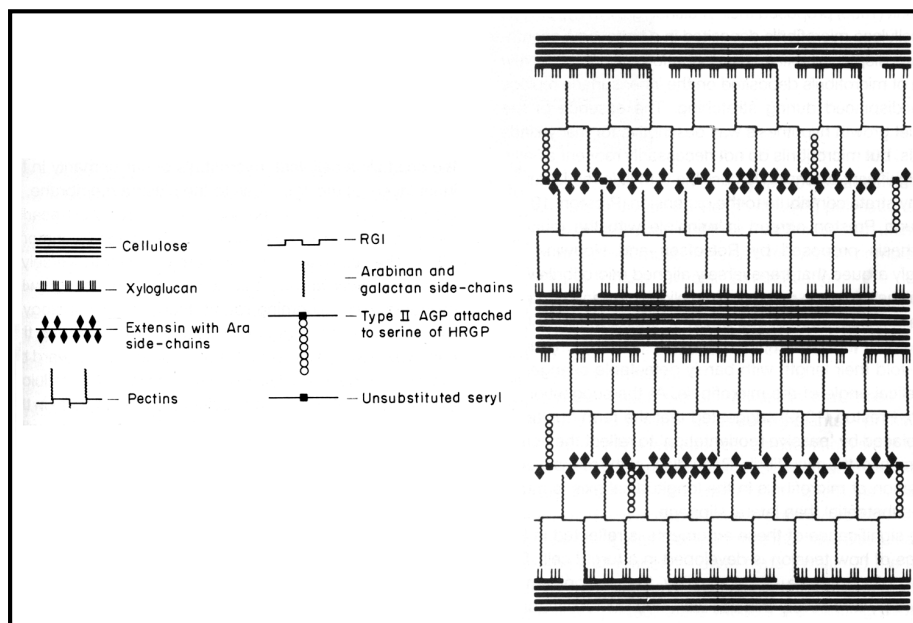 Cellulose
Xyloglucan
Extensin with Ara
side-chains
Pectins
RGI
Arabinan and
galactan side-chains
Type II AGP attached
to serine of HRGP
Unsubstituted seryl